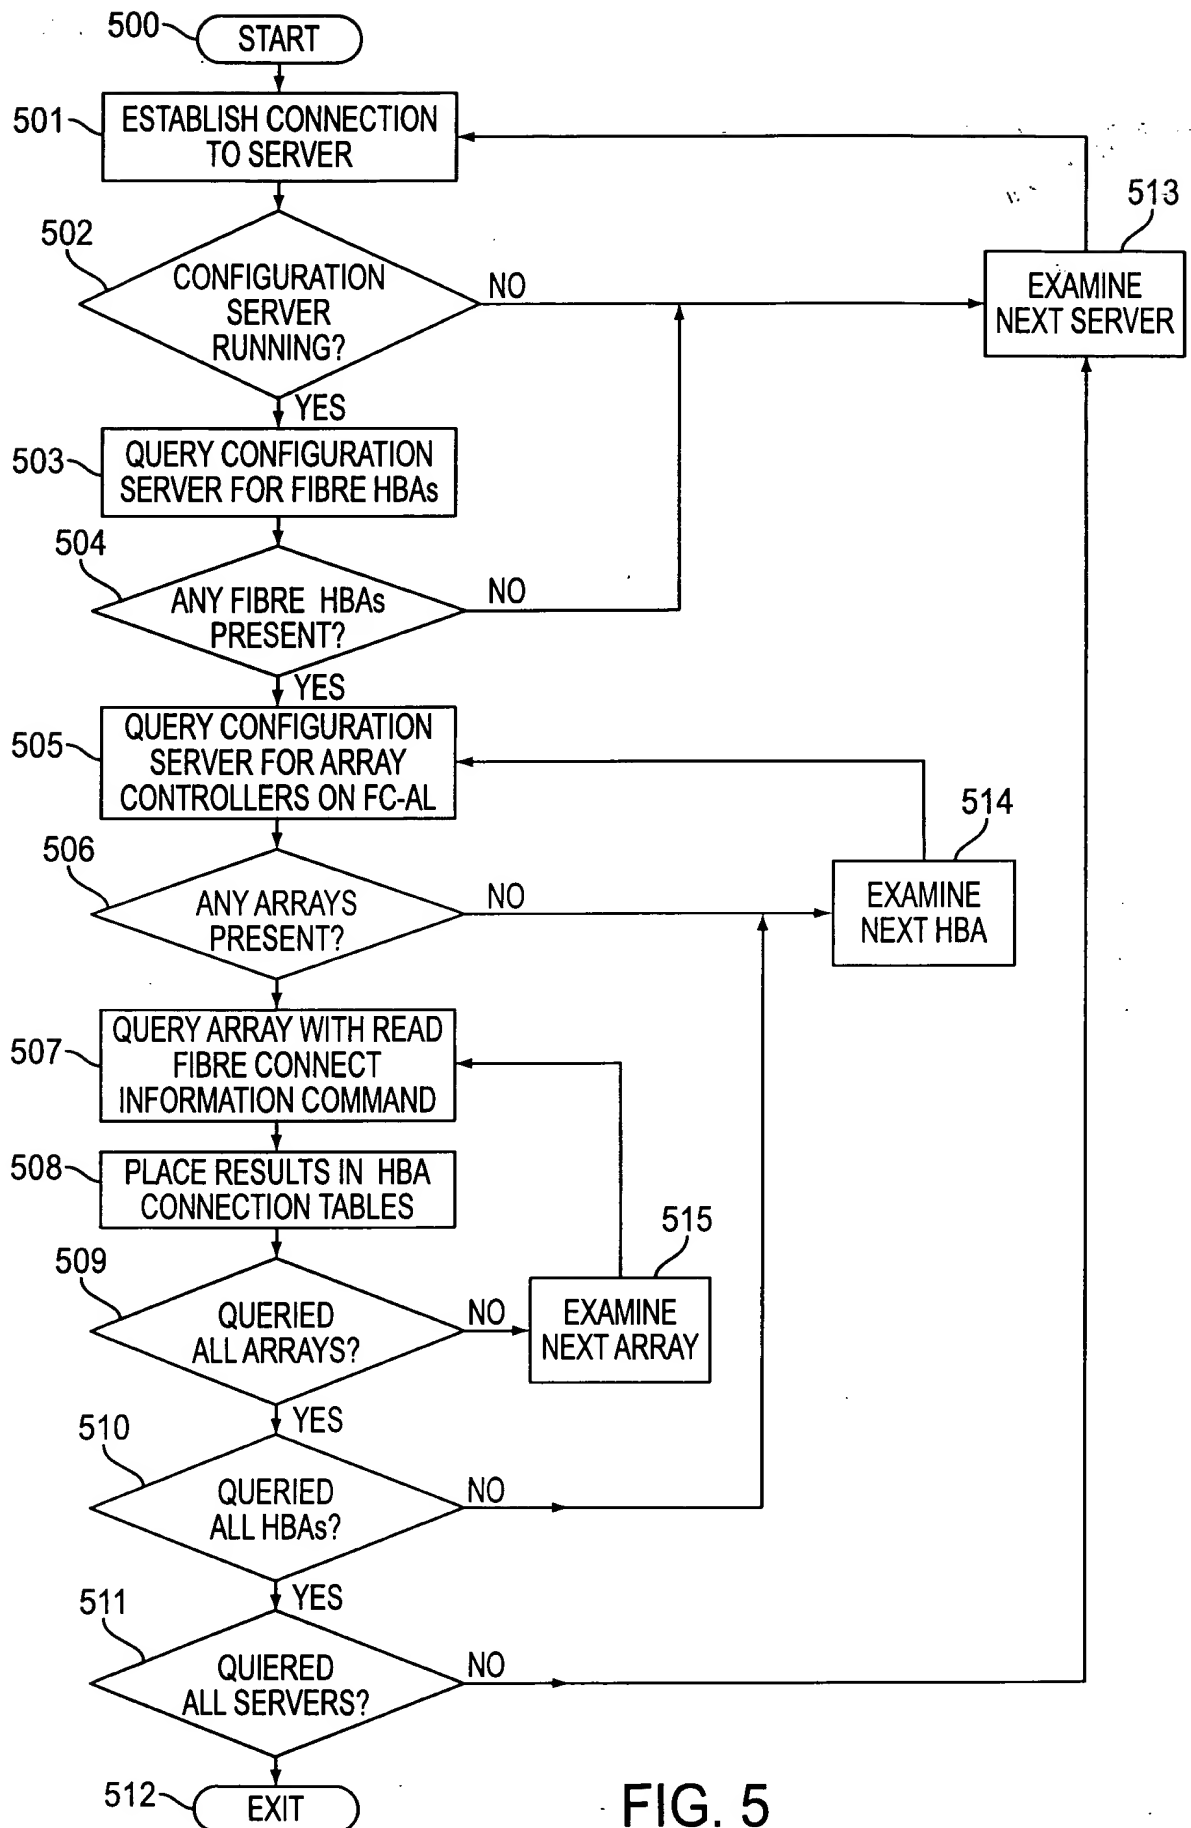 500
START
501
ESTABLISH CONNECTION
TO SERVER
513
502
CONFIGURATION
SERVER
RUNNING?
NO
EXAMINE
NEXT SERVER
YES
503
QUERY CONFIGURATION
SERVER FOR FIBRE HBAs
504
ANY FIBRE HBAs
PRESENT?
NO
YES
505
QUERY CONFIGURATION
SERVER FOR ARRAY
CONTROLLERS ON FC-AL
514
506
ANY ARRAYS
PRESENT?
NO
EXAMINE
NEXT HBA
507
QUERY ARRAY WITH READ
FIBRE CONNECT
INFORMATION COMMAND
508
PLACE RESULTS IN HBA
CONNECTION TABLES
515
509
QUERIED
ALL ARRAYS?
NO
EXAMINE
NEXT ARRAY
YES
510
QUERIED
ALL HBAs?
NO
YES
511
QUIERED
ALL SERVERS?
NO
512
EXIT
FIG. 5